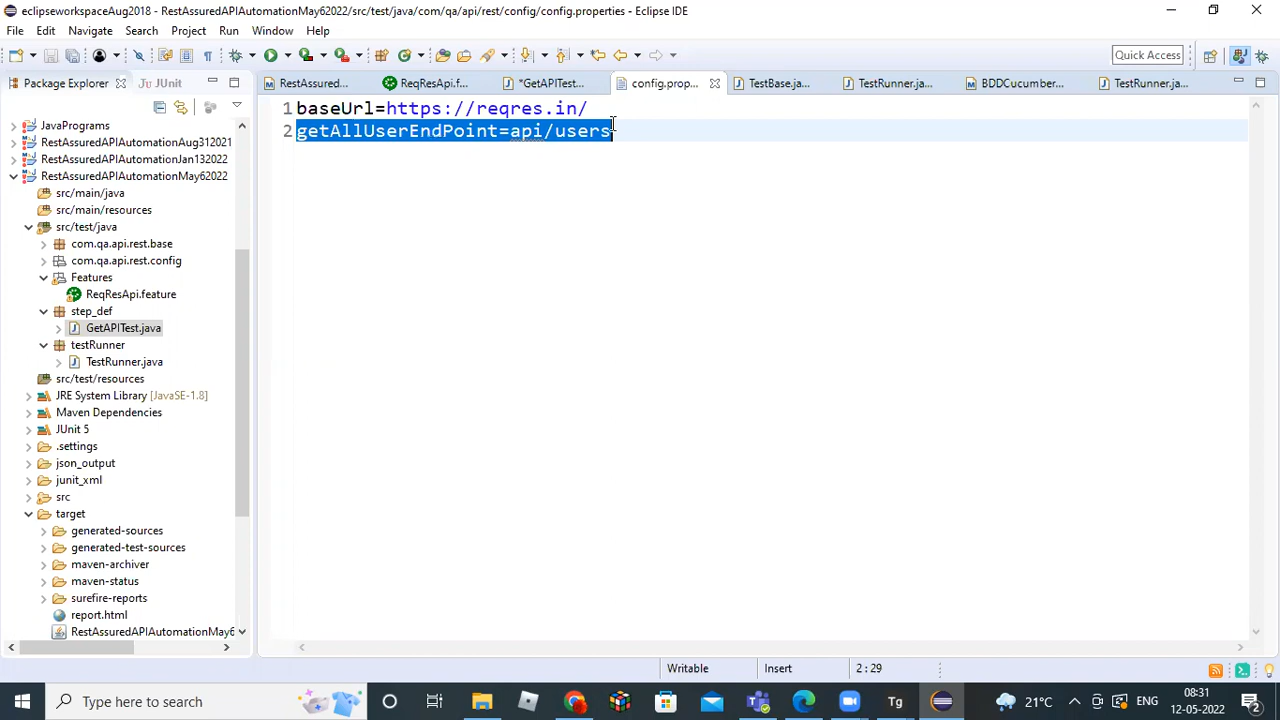 eclipseworkspaceAug2018 - RestAssuredAPIAutomationMay62022/src/test/java/com/qa/api/rest/config/config.properties - Eclipse IDE
File Edit Navigate Search Project Run Window Help
Quick Access
Package Explorer JUnit
RestAssured... ReqResApi.f... *GetAPITest... config.prop... TestBase.ja... TestRunner.ja... BDDCucumber... TestRunner.ja...
1 baseUrl=https://reqres.in/
2 getAllUserEndPoint=api/users
JavaPrograms
RestAssuredAPIAutomationAug312021
RestAssuredAPIAutomationJan132022
RestAssuredAPIAutomationMay62022
src/main/java
src/main/resources
src/test/java
com.qa.api.rest.base
com.qa.api.rest.config
Features
ReqResApi.feature
step_def
GetAPITest.java
testRunner
TestRunner.java
src/test/resources
JRE System Library [JavaSE-1.8]
Maven Dependencies
JUnit 5
.settings
json_output
junit_xml
src
target
generated-sources
generated-test-sources
maven-archiver
maven-status
surefire-reports
report.html
RestAssuredAPIAutomationMay6
Writable Insert 2 : 29
Type here to search
Tg
21°C ENG
08:31
12-05-2022
2